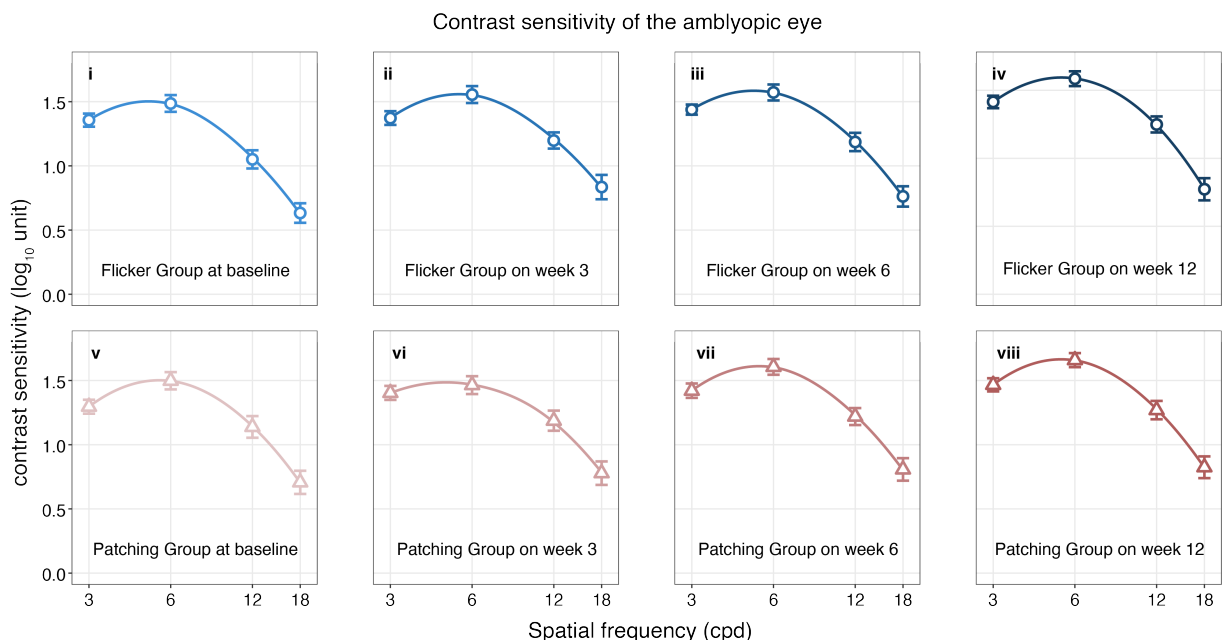 Contrast sensitivity of the amblyopic eye
contrast sensitivity (log10 unit)
i
1.5
1.0
0.5
0.0
Flicker Group at baseline
ii
Flicker Group on week 3
iii
Flicker Group on week 6
iv
Flicker Group on week 12
v
1.5
1.0
0.5
0.0
Patching Group at baseline
3 6 12 18
vi
Patching Group on week 3
3 6 12 18
vii
Patching Group on week 6
3 6 12 18
viii
Patching Group on week 12
3 6 12 18
Spatial frequency (cpd)